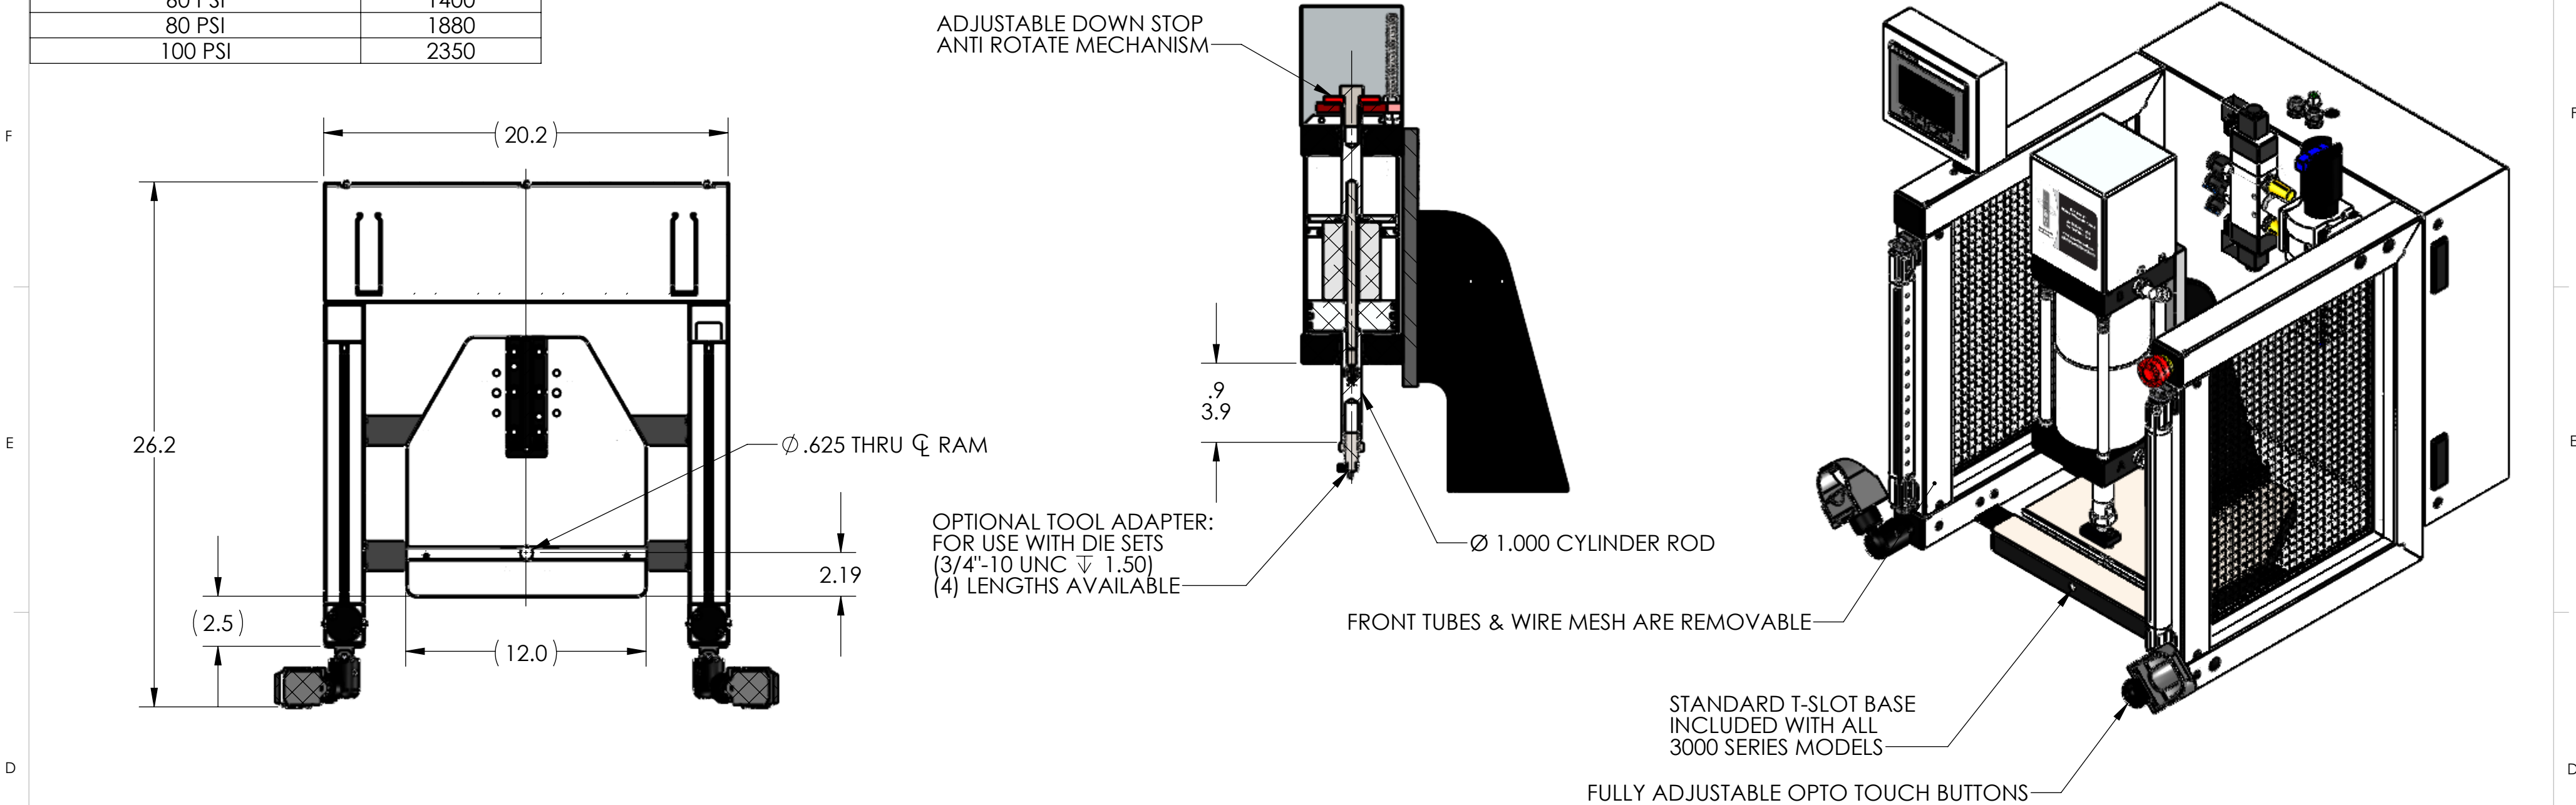 60 PSI 1400
80 PSI 1880
100 PSI 2350
F
(20.2)
26.2
E
Ø .625 THRU ℄ RAM
2.19
(2.5)
(12.0)
D
ADJUSTABLE DOWN STOP
ANTI ROTATE MECHANISM
.9
3.9
OPTIONAL TOOL ADAPTER:
FOR USE WITH DIE SETS
(3/4"-10 UNC ↧ 1.50)
(4) LENGTHS AVAILABLE
Ø 1.000 CYLINDER ROD
FRONT TUBES & WIRE MESH ARE REMOVABLE
STANDARD T-SLOT BASE
INCLUDED WITH ALL
3000 SERIES MODELS
FULLY ADJUSTABLE OPTO TOUCH BUTTONS
B
A
F
E
D